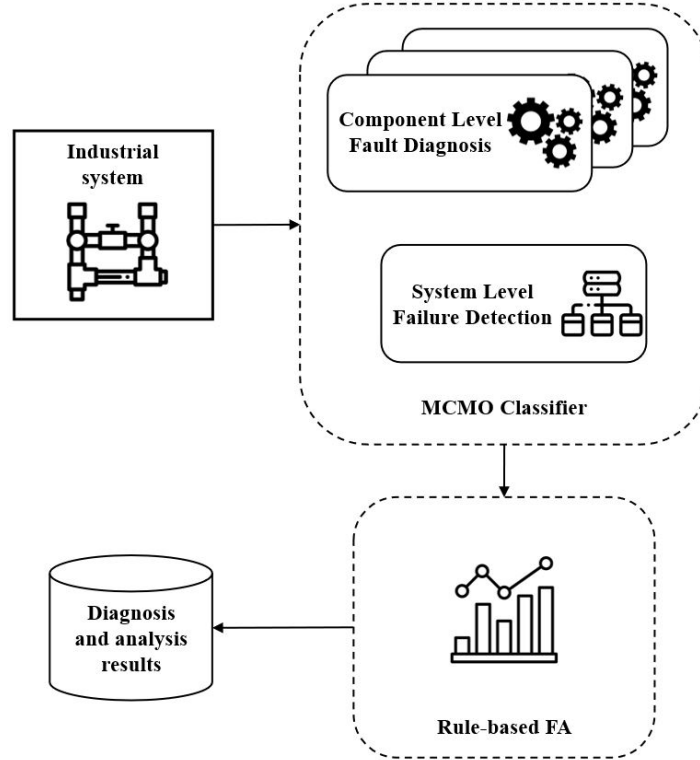 Industrial
system
Component Level
Fault Diagnosis
System Level
Failure Detection
MCMO Classifier
Diagnosis
and analysis
results
Rule-based FA